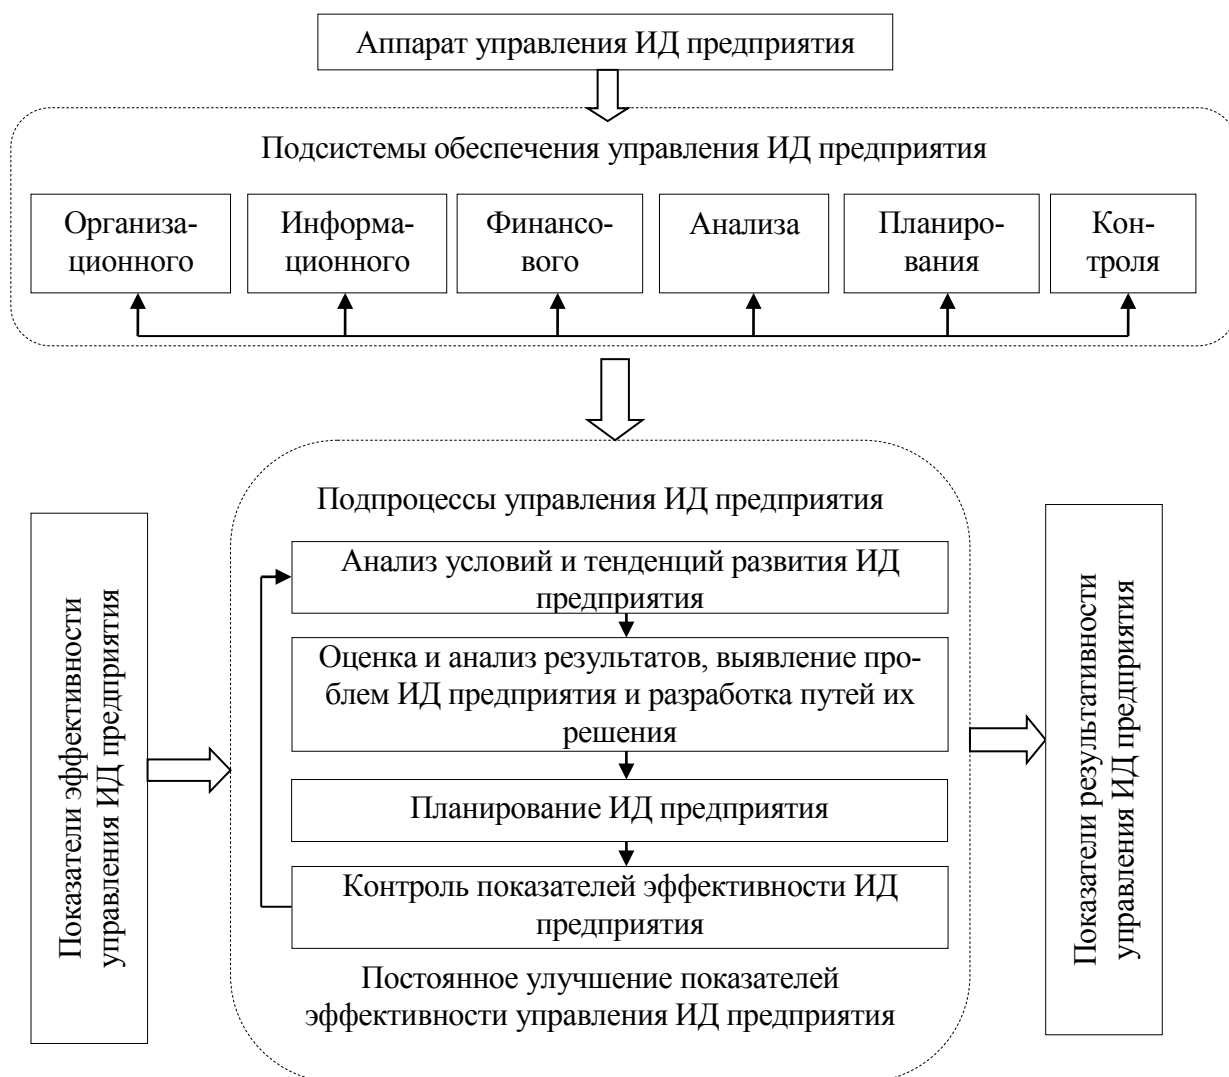 Аппарат управления ИД предприятия
Подсистемы обеспечения управления ИД предприятия
Организа-
ционного
Информа-
ционного
Финансо-
вого
Анализа
Планиро-
вания
Кон-
троля
Подпроцессы управления ИД предприятия
Показатели эффективности
управления ИД предприятия
Анализ условий и тенденций развития ИД
предприятия
Оценка и анализ результатов, выявление про-
блем ИД предприятия и разработка путей их
решения
Планирование ИД предприятия
Контроль показателей эффективности ИД
предприятия
Постоянное улучшение показателей
эффективности управления ИД предприятия
Показатели результативности
управления ИД предприятия